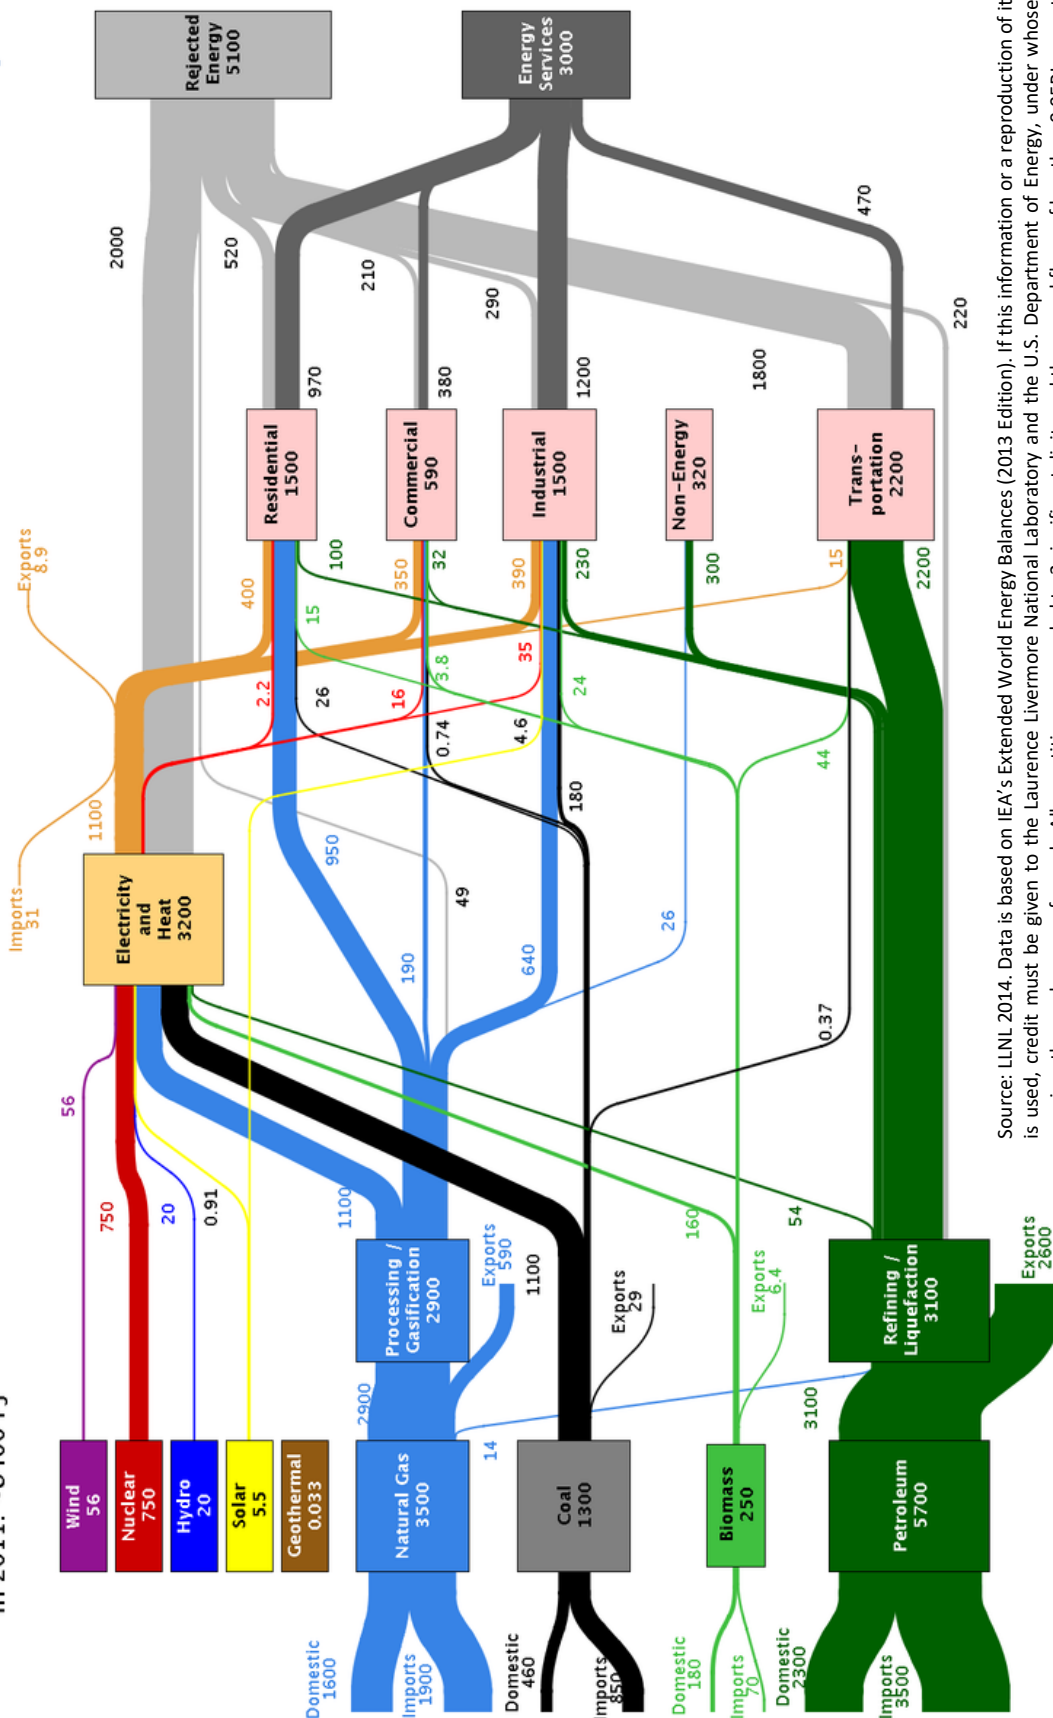 in 2011: ~8400 PJ
Wind
56
Nuclear
750
Hydro
20
Solar
5.5
Geothermal
0.033
Natural Gas
3500
Coal
1300
Biomass
250
Petroleum
5700
Domestic
1600
Imports
1900
Domestic
460
Imports
850
Domestic
180
Imports
70
Domestic
2300
Imports
3500
56
750
20
0.91
1100
2900
14
Exports
590
1100
Exports
29
160
Exports
6.4
54
3100
Exports
2600
Processing /
Gasification
2900
Refining /
Liquefaction
3100
Imports
31
Exports
8.9
Electricity
and
Heat
3200
1100
950
190
640
49
26
0.37
180
44
2.2
16
35
26
0.74
4.6
3.8
24
15
400
350
390
15
100
32
230
300
2200
Residential
1500
Commercial
590
Industrial
1500
Non-Energy
320
Trans-
portation
2200
970
380
1200
1800
2000
520
210
290
470
220
Rejected
Energy
5100
Energy
Services
3000
Source: LLNL 2014. Data is based on IEA's Extended World Energy Balances (2013 Edition). If this information or a reproduction of it
is used, credit must be given to the Laurence Livermore National Laboratory and the U.S. Department of Energy, under whose